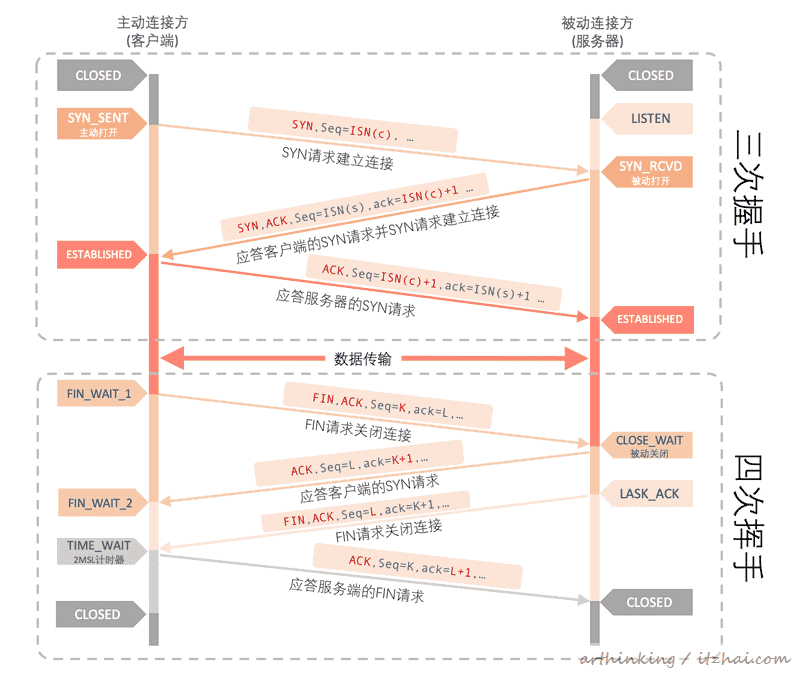 主动连接方
(客户端)
被动连接方
(服务器)
CLOSED
CLOSED
SYN_SENT
主动打开
LISTEN
SYN,Seq=ISN(c), ...
SYN请求建立连接
SYN_RCVD
被动打开
SYN,ACK,Seq=ISN(s),ack=ISN(c)+1 ...
应答客户端的SYN请求并SYN请求建立连接
ESTABLISHED
ACK,Seq=ISN(c)+1,ack=ISN(s)+1 ...
应答服务器的SYN请求
ESTABLISHED
三次握手
数据传输
FIN_WAIT_1
FIN,ACK,Seq=K,ack=L,...
FIN请求关闭连接
CLOSE_WAIT
被动关闭
ACK,Seq=L,ack=K+1,...
应答客户端的SYN请求
FIN_WAIT_2
LASK_ACK
FIN,ACK,Seq=L,ack=K+1,...
FIN请求关闭连接
TIME_WAIT
2MSL计时器
ACK,Seq=K,ack=L+1,...
应答服务端的FIN请求
CLOSED
CLOSED
四次挥手
arthinking / itzhai.com